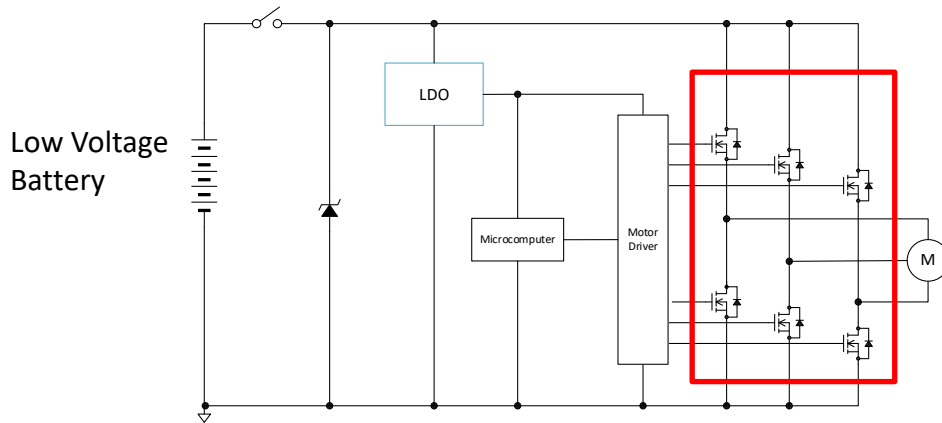 LDO
Low Voltage
Battery
Microcomputer
Motor
Driver
M